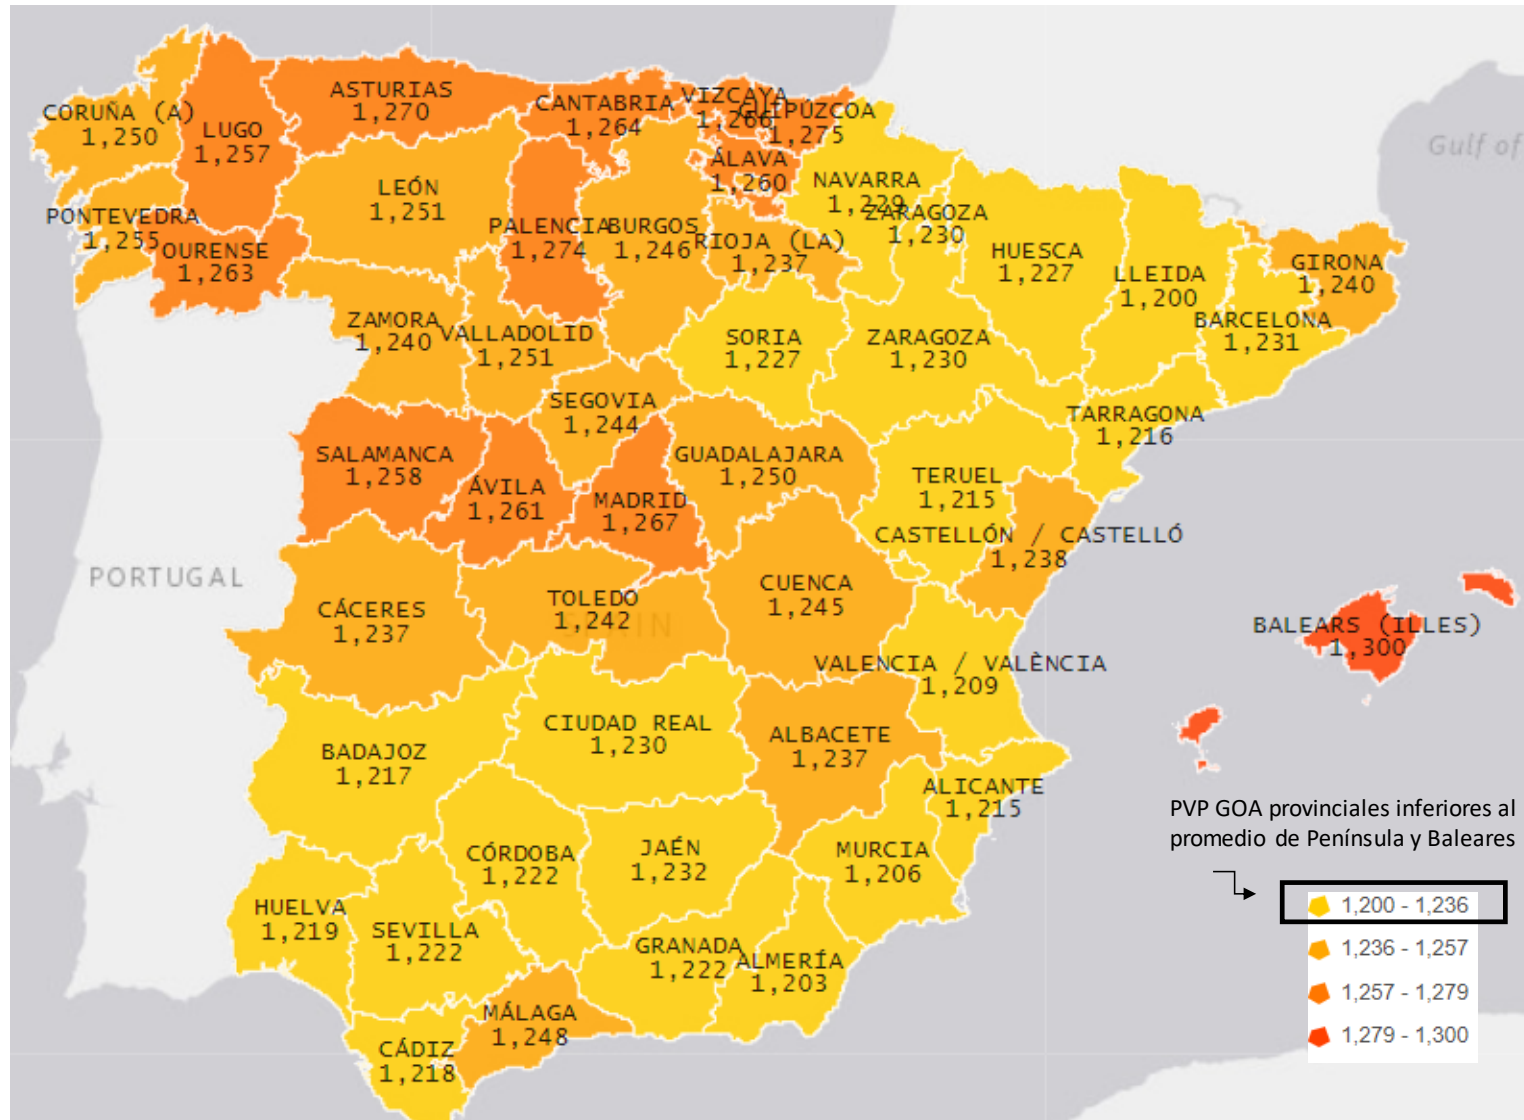 ASTURIAS
1,270
CANTABRIA
1,264
VIZCAYA
1,266
GUIPÚZCOA
1,275
CORUÑA (A)
1,250
LUGO
1,257
Gulf of
ÁLAVA
1,260
LEÓN
1,251
NAVARRA
1,229
ZARAGOZA
1,230
PONTEVEDRA
1,255
OURENSE
1,263
PALENCIA
1,274
BURGOS
1,246
RIOJA (LA)
1,237
HUESCA
1,227
LLEIDA
1,200
GIRONA
1,240
ZAMORA
1,240
VALLADOLID
1,251
SORIA
1,227
ZARAGOZA
1,230
BARCELONA
1,231
SEGOVIA
1,244
TARRAGONA
1,216
SALAMANCA
1,258
ÁVILA
1,261
MADRID
1,267
GUADALAJARA
1,250
TERUEL
1,215
CASTELLÓN / CASTELLÓ
1,238
PORTUGAL
CÁCERES
1,237
TOLEDO
1,242
SPAIN
CUENCA
1,245
BALEARS (ILLES)
1,300
VALENCIA / VALÈNCIA
1,209
BADAJOZ
1,217
CIUDAD REAL
1,230
ALBACETE
1,237
ALICANTE
1,215
CÓRDOBA
1,222
JAÉN
1,232
MURCIA
1,206
HUELVA
1,219
SEVILLA
1,222
GRANADA
1,222
ALMERÍA
1,203
MÁLAGA
1,248
CÁDIZ
1,218
PVP GOA provinciales inferiores al
promedio de Península y Baleares
1,200 - 1,236
1,236 - 1,257
1,257 - 1,279
1,279 - 1,300